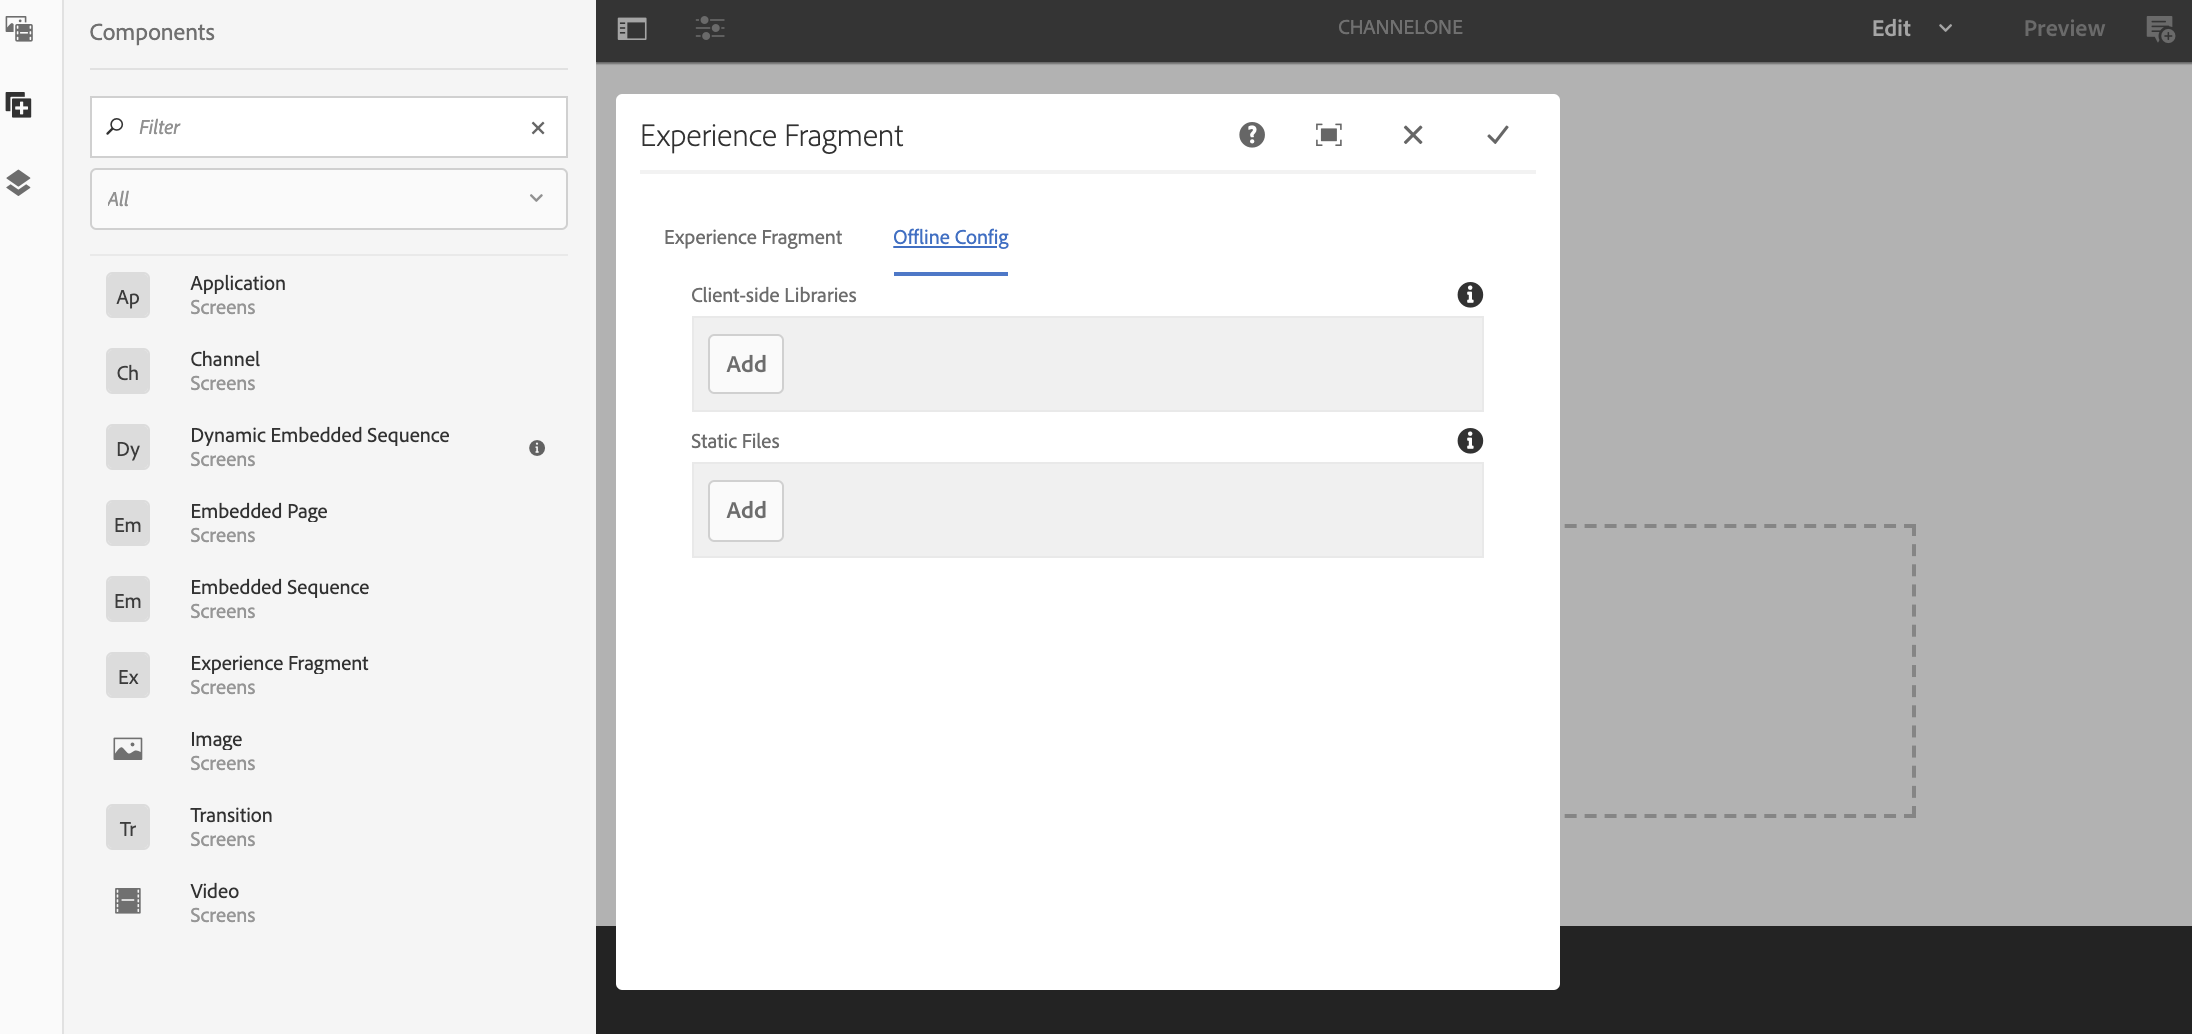 Components
Filter
All
Ap
Application
Screens
Ch
Channel
Screens
Dy
Dynamic Embedded Sequence
Screens
Em
Embedded Page
Screens
Em
Embedded Sequence
Screens
Ex
Experience Fragment
Screens
Image
Screens
Tr
Transition
Screens
Video
Screens
CHANNELONE
Edit
Preview
Experience Fragment
Experience Fragment Offline Config
Client-side Libraries
Add
Static Files
Add